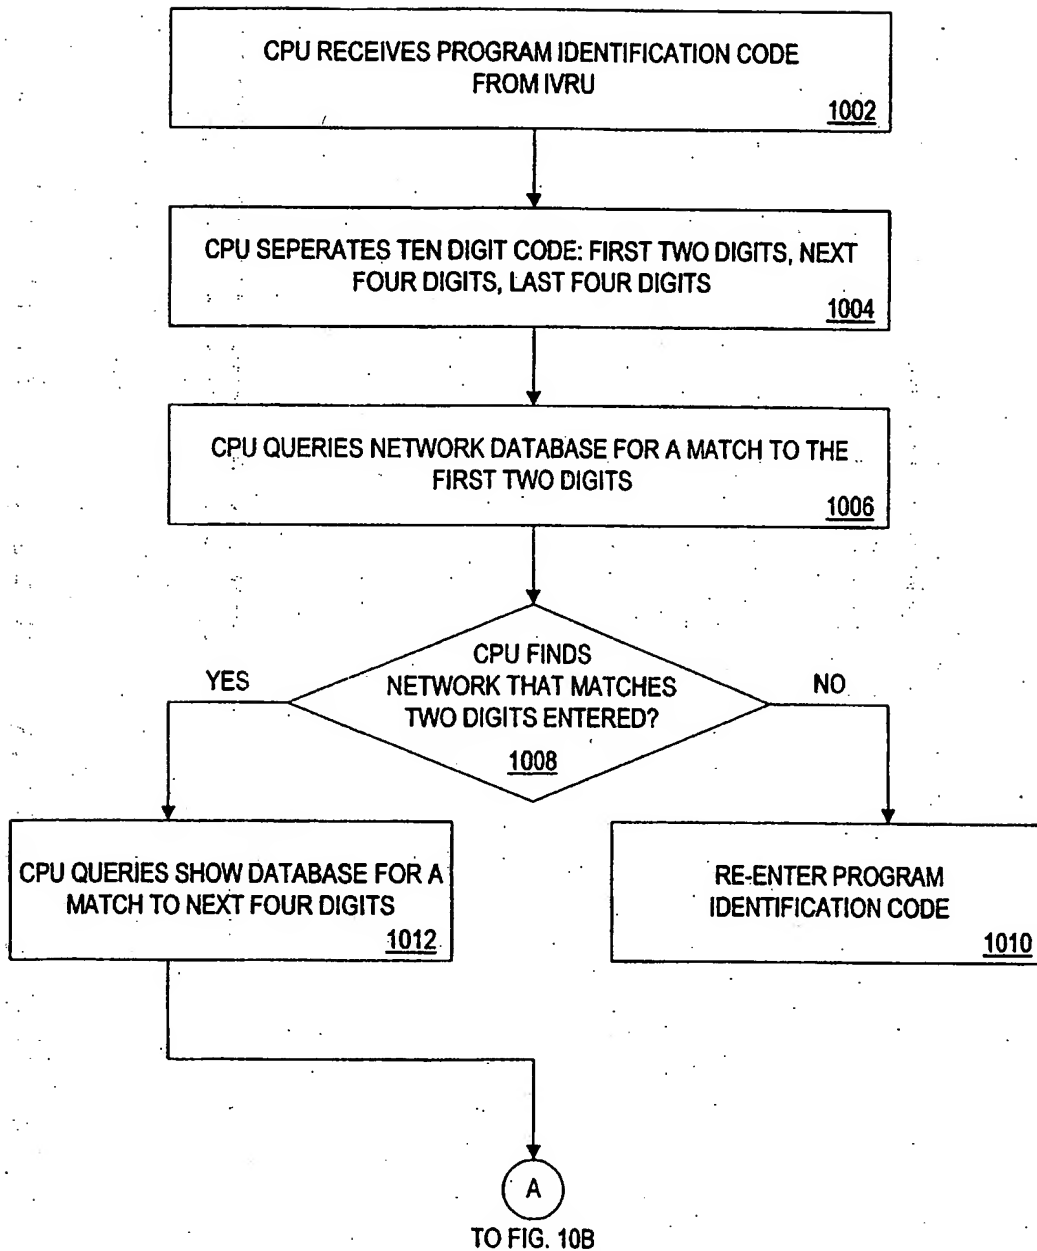 CPU RECEIVES PROGRAM IDENTIFICATION CODE
FROM IVRU
1002
CPU SEPERATES TEN DIGIT CODE: FIRST TWO DIGITS, NEXT
FOUR DIGITS, LAST FOUR DIGITS
1004
CPU QUERIES NETWORK DATABASE FOR A MATCH TO THE
FIRST TWO DIGITS
1006
CPU FINDS
NETWORK THAT MATCHES
TWO DIGITS ENTERED?
1008
YES
NO
CPU QUERIES SHOW DATABASE FOR A
MATCH TO NEXT FOUR DIGITS
1012
RE-ENTER PROGRAM
IDENTIFICATION CODE
1010
A
TO FIG. 10B